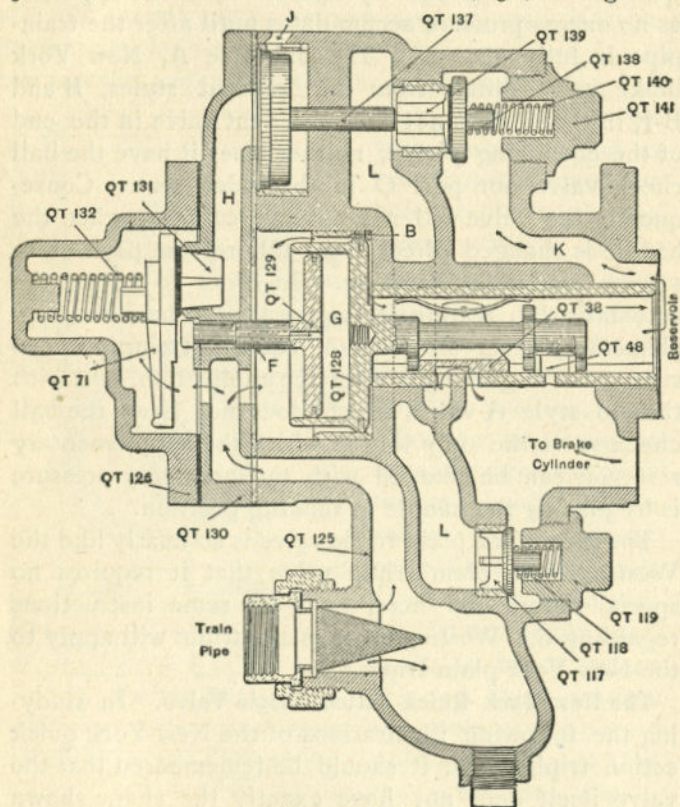 J
QT 137
QT 139
QT 138
QT 140
QT 141
QT 131
QT 132
H
L
B
K
QT 129
G
QT 128
QT 38
QT 48
Reservoir
F
QT 71
QT 126
QT 130
To Brake
Cylinder
QT 125
L
QT 119
QT 118
QT 117
Train
Pipe